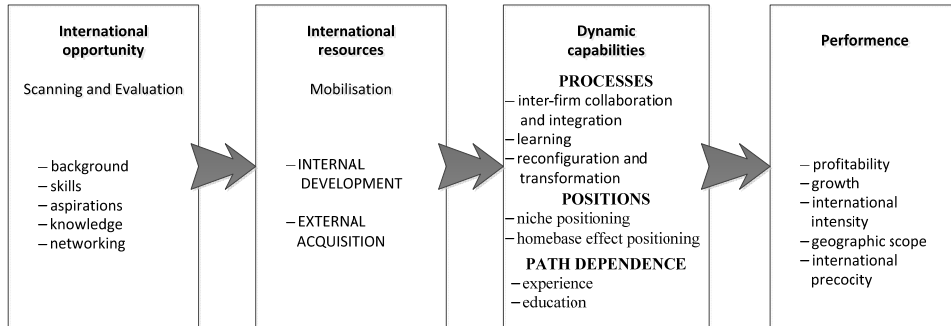 International
opportunity
Scanning and Evaluation
– background
– skills
– aspirations
– knowledge
– networking
International
resources
Mobilisation
– INTERNAL
DEVELOPMENT
– EXTERNAL
ACQUISITION
Dynamic
capabilities
PROCESSES
– inter-firm collaboration
and integration
– learning
– reconfiguration and
transformation
POSITIONS
– niche positioning
– homebase effect positioning
PATH DEPENDENCE
– experience
– education
Performence
– profitability
– growth
– international
intensity
– geographic scope
– international
precocity